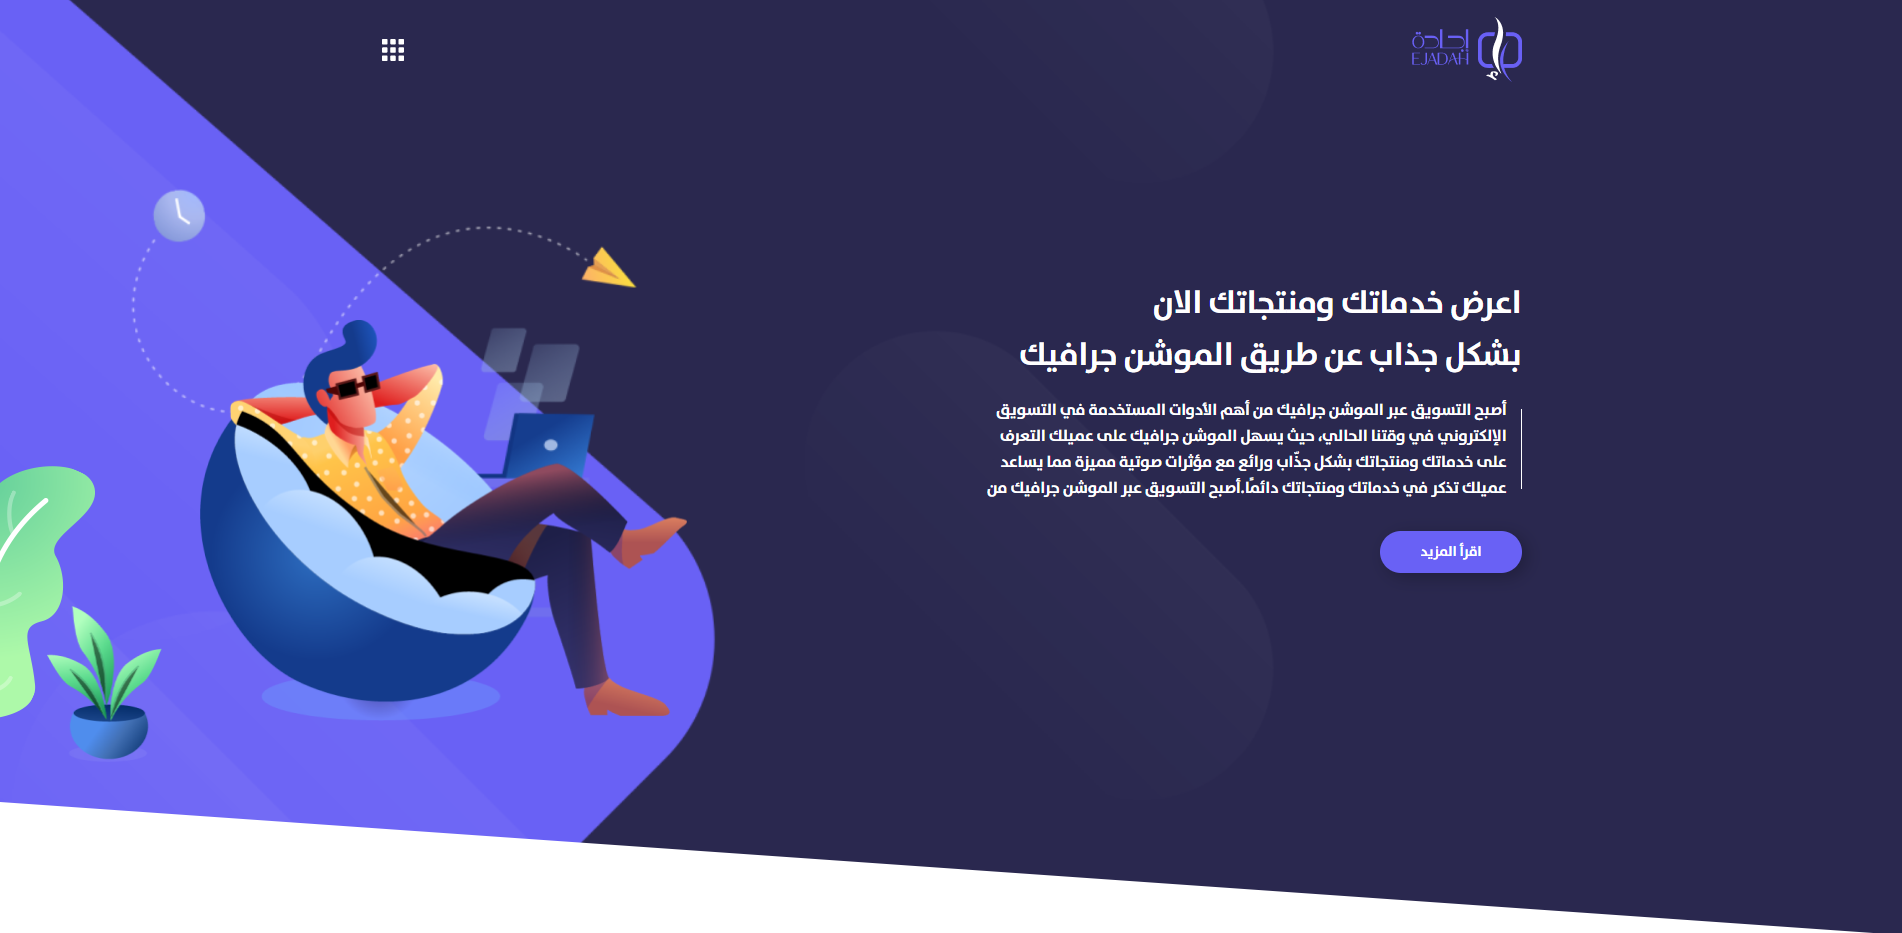 إجادة
EJADAH
اعرض خدماتك ومنتجاتك الان
بشكل جذاب عن طريق الموشن جرافيك
أصبح التسويق عبر الموشن جرافيك من أهم الأدوات المستخدمة في التسويق
الإلكتروني في وقتنا الحالي، حيث يسهل الموشن جرافيك على عميلك التعرف
على خدماتك ومنتجاتك بشكل جذّاب ورائع مع مؤثرات صوتية مميزة مما يساعد
عميلك تذكر في خدماتك ومنتجاتك دائمًا.أصبح التسويق عبر الموشن جرافيك من
اقرأ المزيد